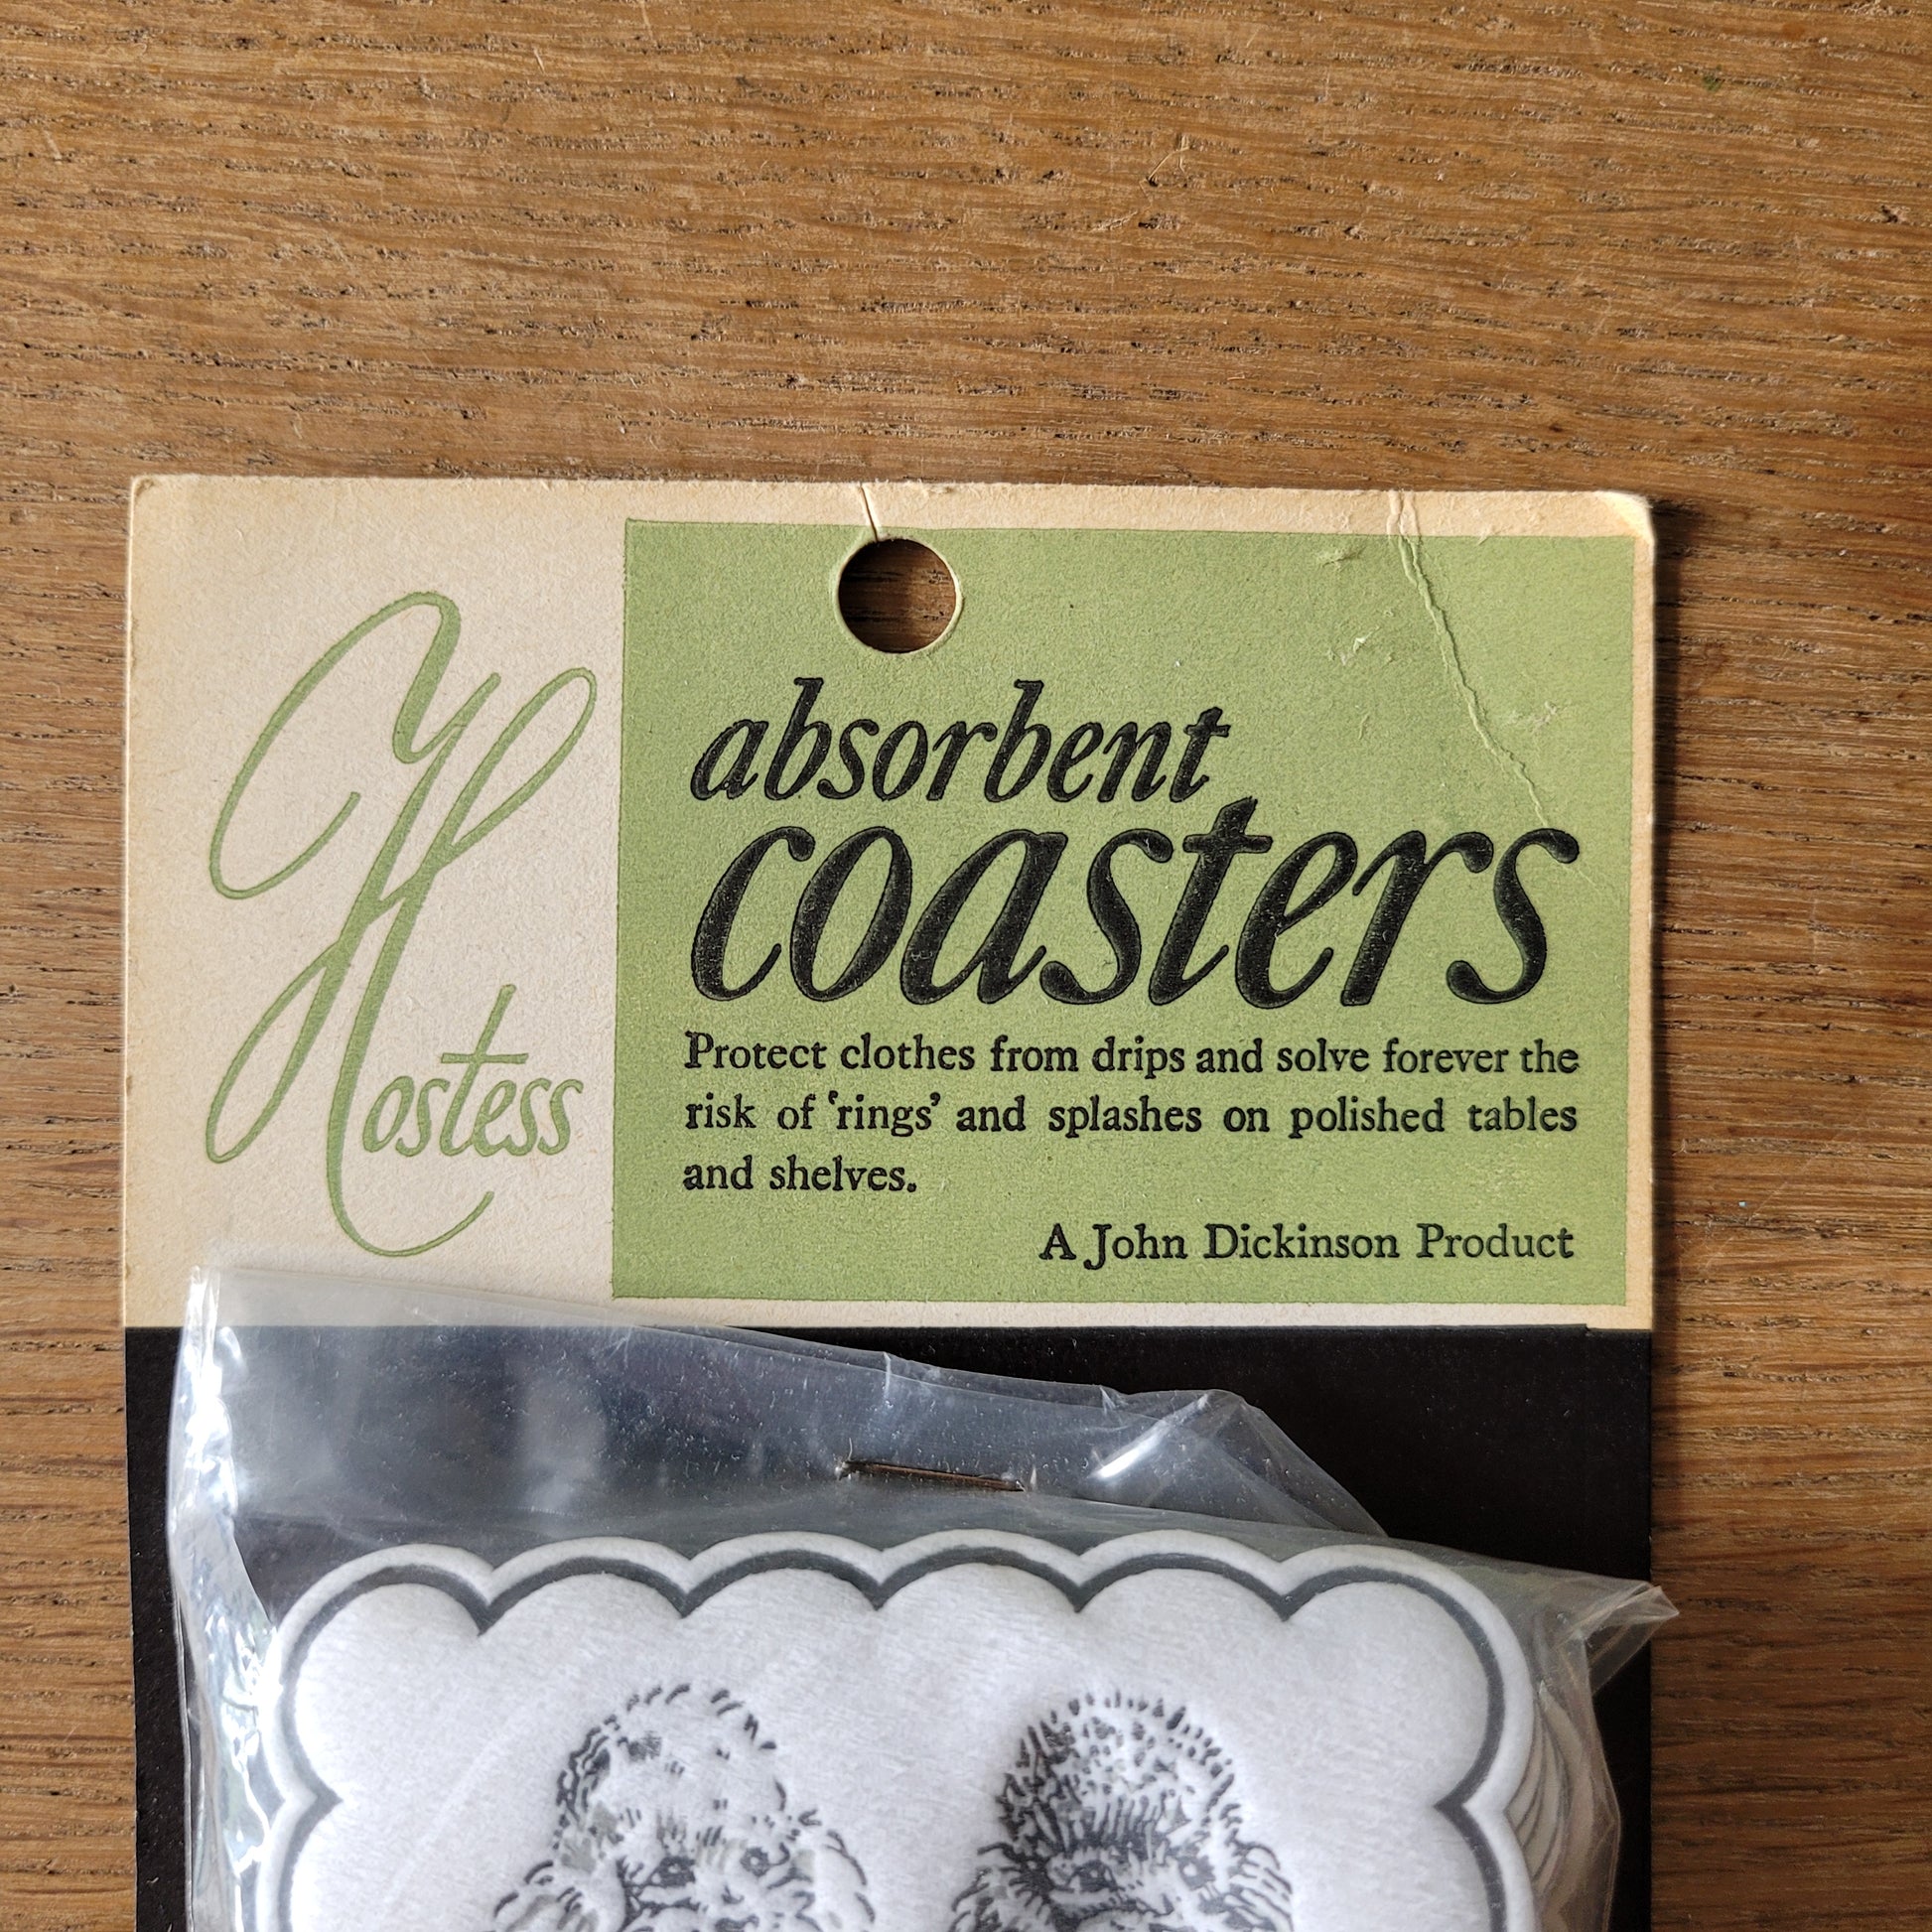 Hostess
absorbent
coasters
Protect clothes from drips and solve forever the
risk of 'rings' and splashes on polished tables
and shelves.
A John Dickinson Product